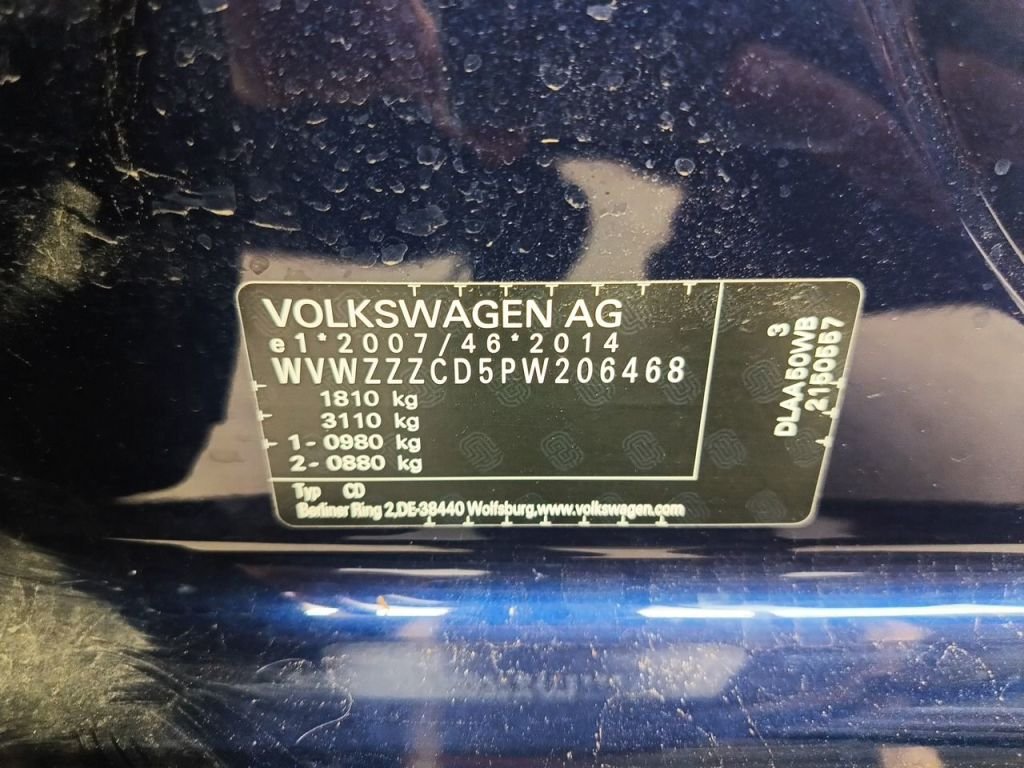 VOLKSWAGEN AG
e1*2007/46*2014
WVWZZZCD5PW206468
1810 kg
3110 kg
1-0980 kg
2-0880 kg
Typ CD
Berliner Ring 2,DE-38440 Wolfsburg,www.volkswagen.com
3
DLAA50WB
2150557